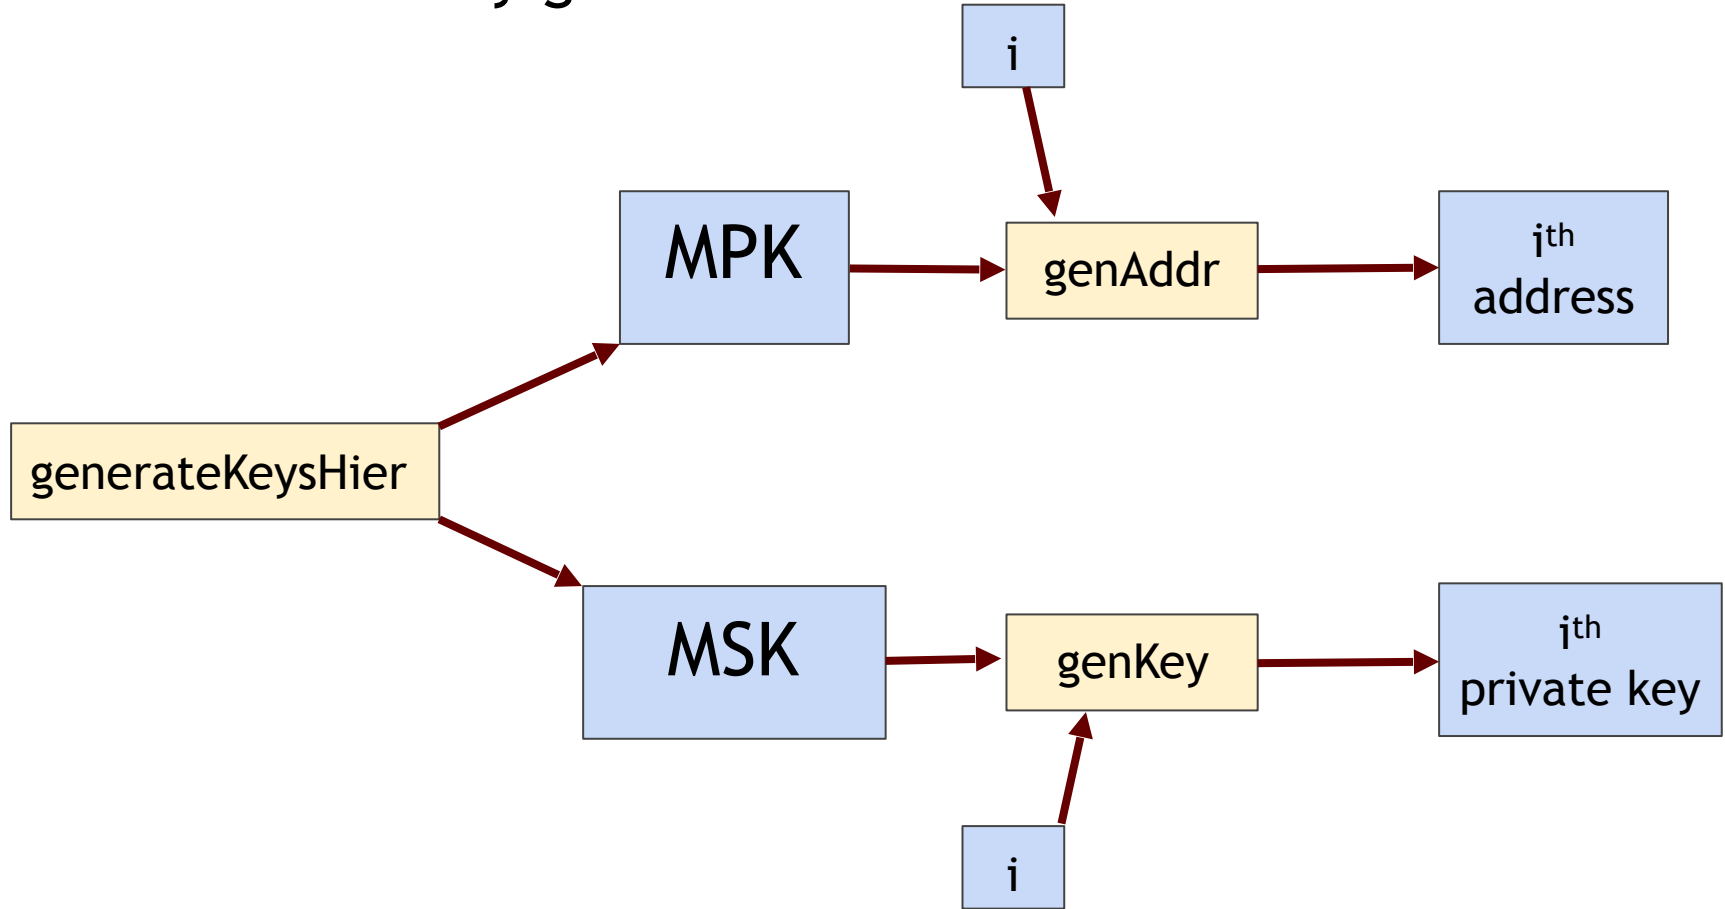 i
MPK
genAddr
ith
address
generateKeysHier
MSK
genKey
ith
private key
i